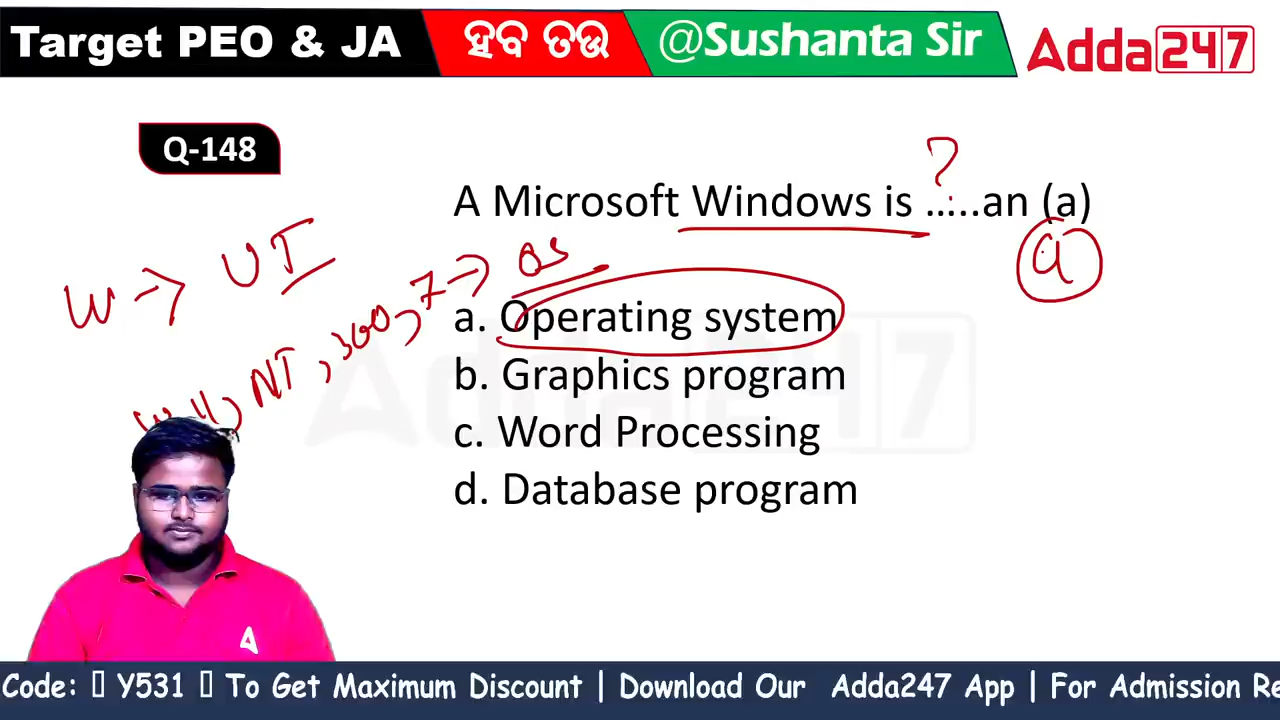 Target PEO & JA ହବ ତଉ @Sushanta Sir Adda247
Q-148
?
A Microsoft Windows is .....an (a)
a
W → UI
NT, 360, 7 → OS
a. Operating system
b. Graphics program
c. Word Processing
d. Database program
Adda247
Code: Y531 To Get Maximum Discount | Download Our Adda247 App | For Admission Re